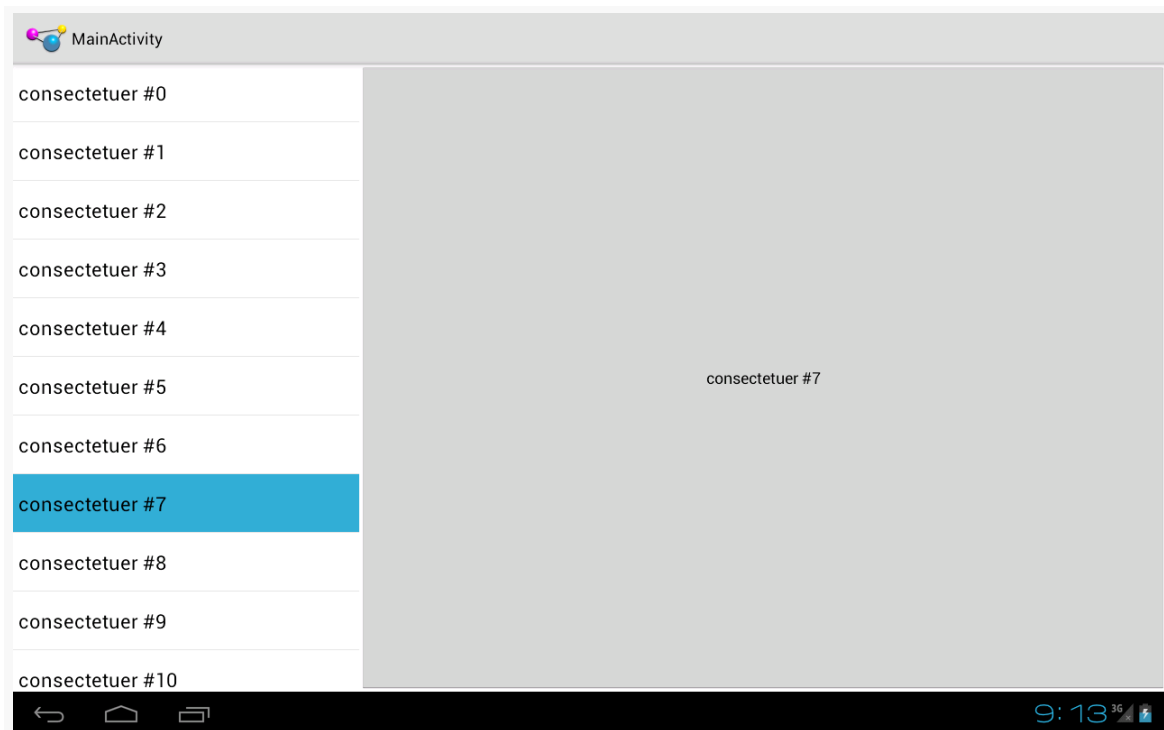 MainActivity
consectetuer #0
consectetuer #1
consectetuer #2
consectetuer #3
consectetuer #4
consectetuer #5
consectetuer #6
consectetuer #7
consectetuer #8
consectetuer #9
consectetuer #10
consectetuer #7
9:13 3G